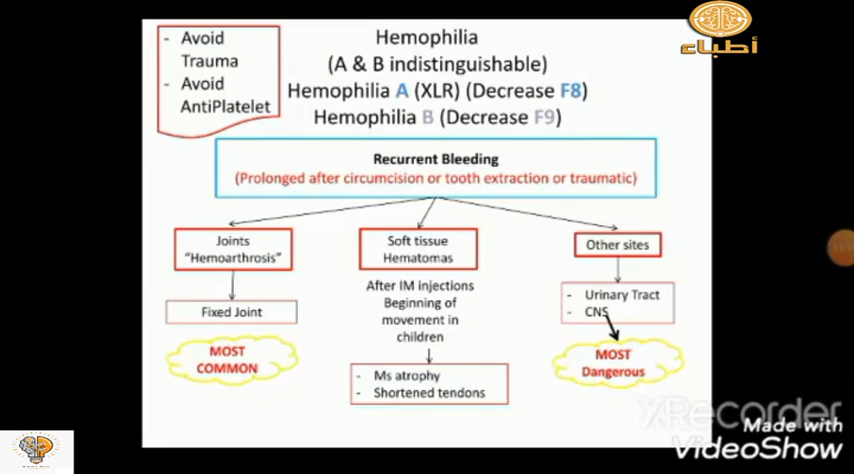 - Avoid
Trauma
- Avoid
AntiPlatelet
Hemophilia
(A & B indistinguishable)
Hemophilia A (XLR) (Decrease F8)
Hemophilia B (Decrease F9)
أطباء
Recurrent Bleeding
(Prolonged after circumcision or tooth extraction or traumatic)
Joints
"Hemoarthrosis"
Fixed Joint
MOST
COMMON
Soft tissue
Hematomas
After IM injections
Beginning of
movement in
children
- Ms atrophy
- Shortened tendons
Other sites
- Urinary Tract
- CNS
MOST
Dangerous
XRecorder
Made with
VideoShow